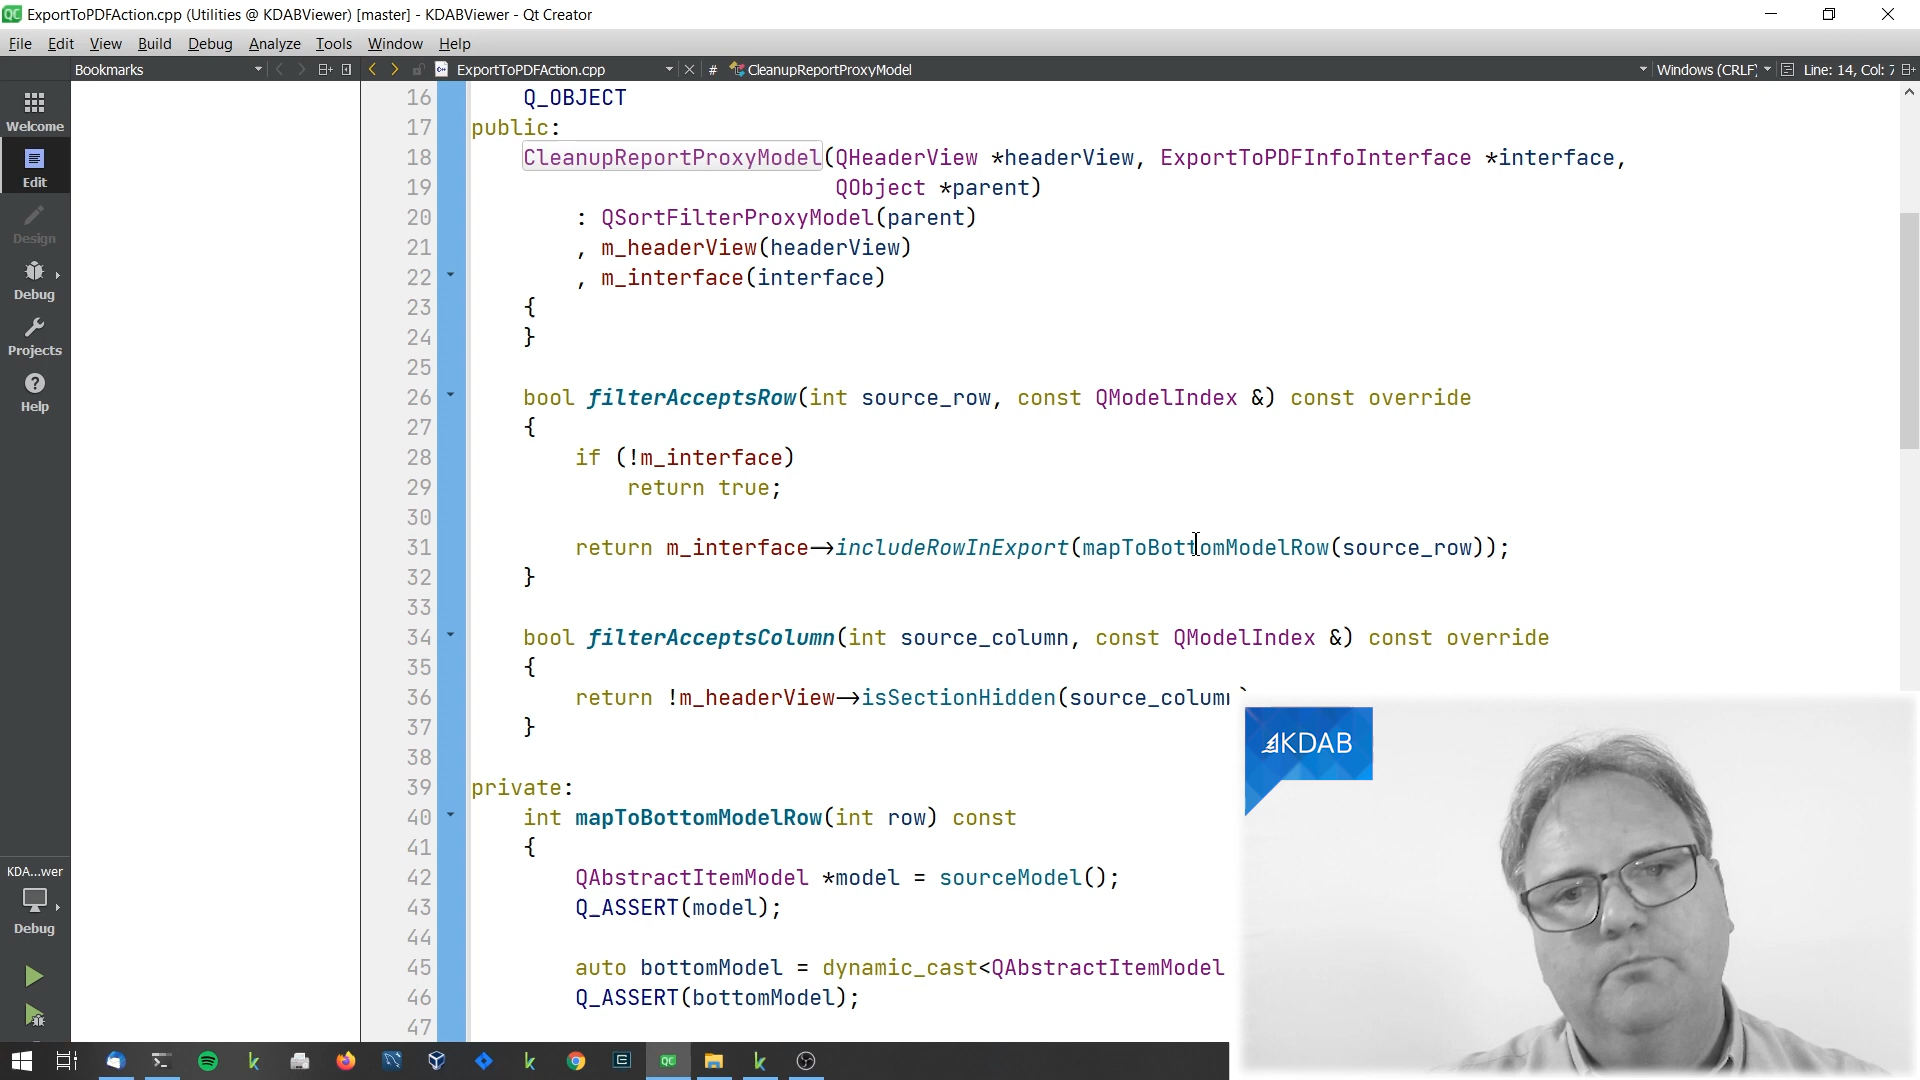 ExportToPDFAction.cpp (Utilities @ KDABViewer) [master] - KDABViewer - Qt Creator
File Edit View Build Debug Analyze Tools Window Help
Bookmarks ExportToPDFAction.cpp # CleanupReportProxyModel Windows (CRLF) Line: 14, Col: 7
Welcome
Edit
Design
Debug
Projects
Help
KDA...wer
Debug
16 Q_OBJECT
17 public:
18 CleanupReportProxyModel(QHeaderView *headerView, ExportToPDFInfoInterface *interface,
19 QObject *parent)
20 : QSortFilterProxyModel(parent)
21 , m_headerView(headerView)
22 , m_interface(interface)
23 {
24 }
25
26 bool filterAcceptsRow(int source_row, const QModelIndex &) const override
27 {
28 if (!m_interface)
29 return true;
30
31 return m_interface->includeRowInExport(mapToBottomModelRow(source_row));
32 }
33
34 bool filterAcceptsColumn(int source_column, const QModelIndex &) const override
35 {
36 return !m_headerView->isSectionHidden(source_column
37 }
38
39 private:
40 int mapToBottomModelRow(int row) const
41 {
42 QAbstractItemModel *model = sourceModel();
43 Q_ASSERT(model);
44
45 auto bottomModel = dynamic_cast<QAbstractItemModel
46 Q_ASSERT(bottomModel);
47
KDAB